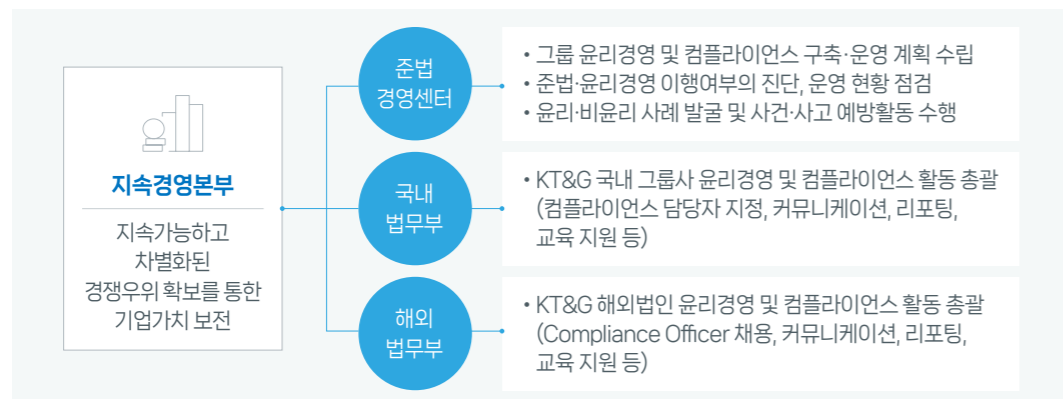 지속경영본부
지속가능하고
차별화된
경쟁우위 확보를 통한
기업가치 보전
준법
경영센터
• 그룹 윤리경영 및 컴플라이언스 구축·운영 계획 수립
• 준법·윤리경영 이행여부의 진단, 운영 현황 점검
• 윤리·비윤리 사례 발굴 및 사건·사고 예방활동 수행
국내
법무부
• KT&G 국내 그룹사 윤리경영 및 컴플라이언스 활동 총괄
(컴플라이언스 담당자 지정, 커뮤니케이션, 리포팅,
교육 지원 등)
해외
법무부
• KT&G 해외법인 윤리경영 및 컴플라이언스 활동 총괄
(Compliance Officer 채용, 커뮤니케이션, 리포팅,
교육 지원 등)